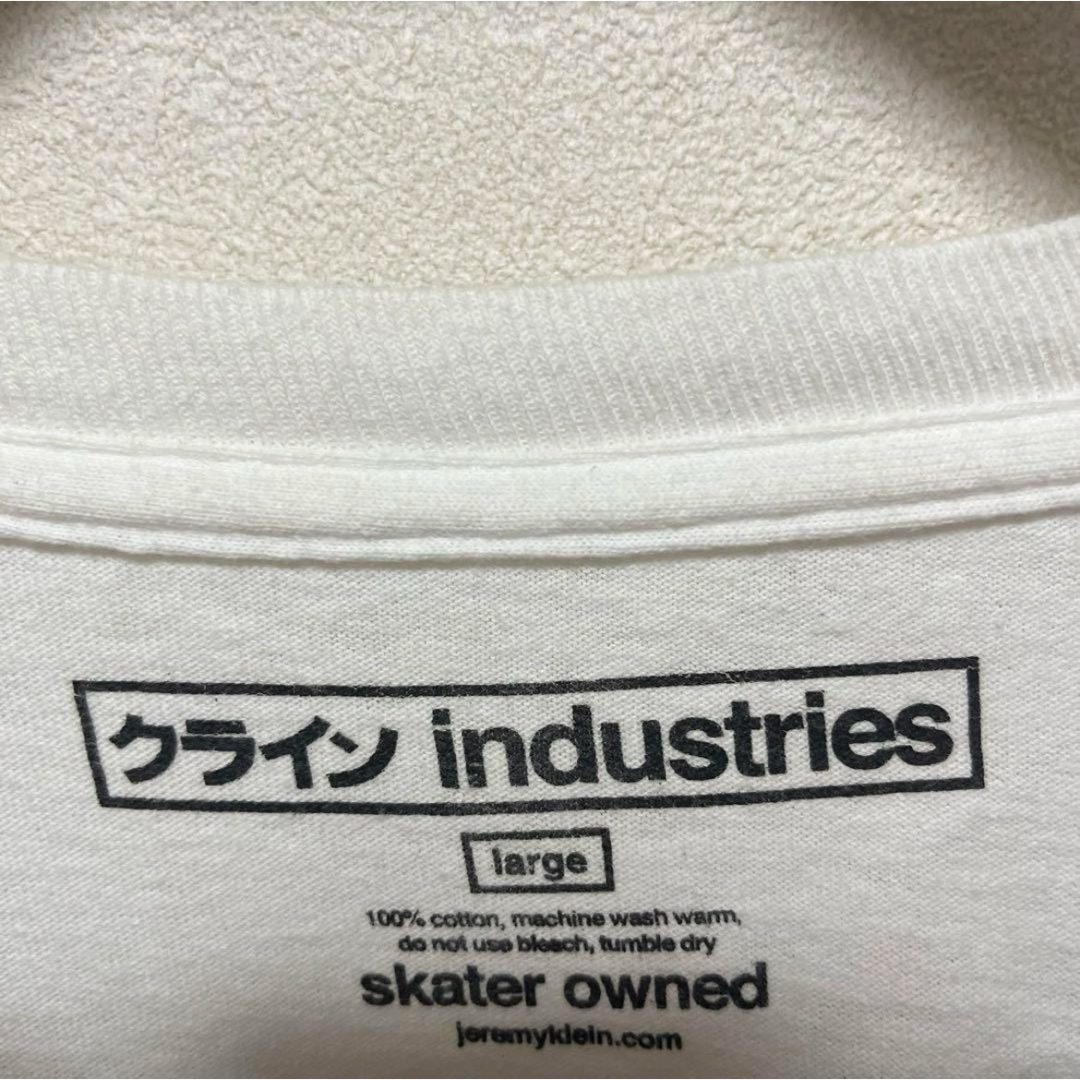 クライン industries
large
100% cotton, machine wash warm,
do not use bleach, tumble dry
skater owned
jeremyklein.com